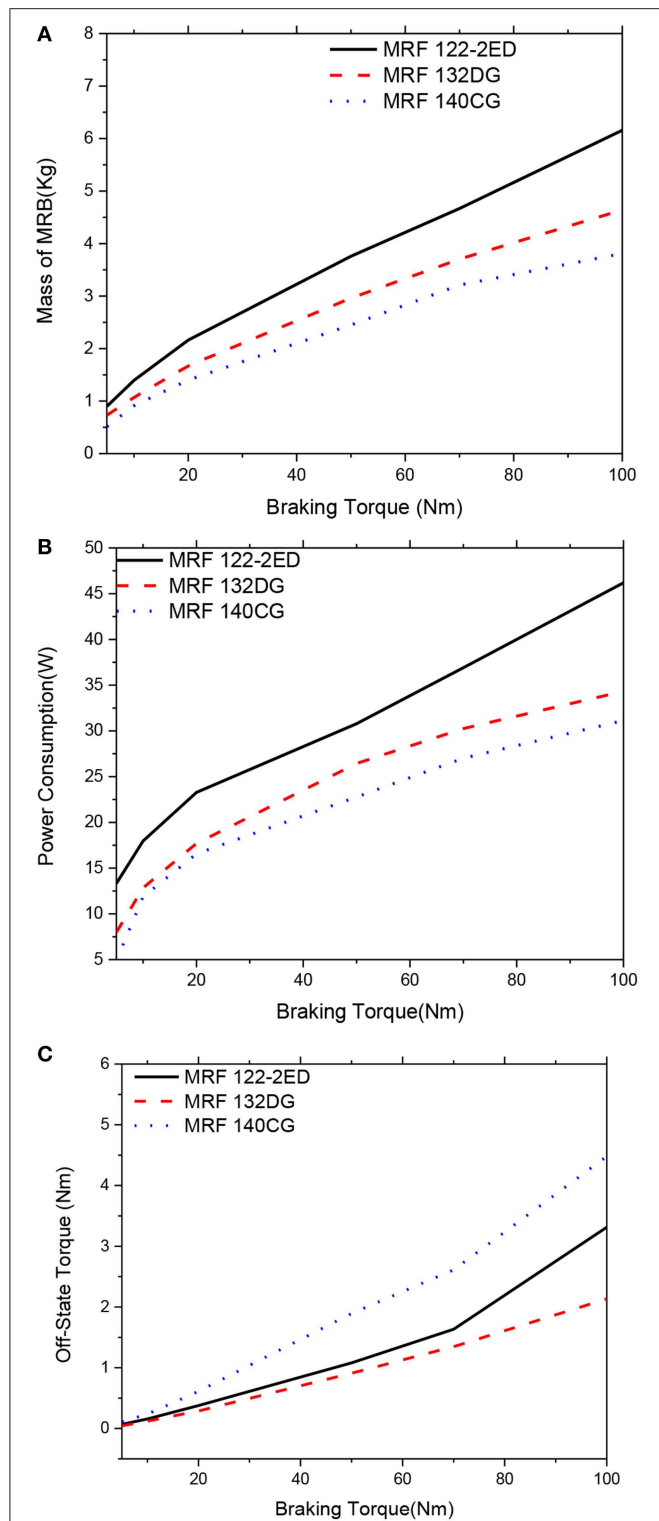 A
8
7
6
5
4
3
2
1
0
Mass of MRB(Kg)
MRF 122-2ED
MRF 132DG
MRF 140CG
20 40 60 80 100
Braking Torque (Nm)
B
50
45
40
35
30
25
20
15
10
5
Power Consumption(W)
MRF 122-2ED
MRF 132DG
MRF 140CG
20 40 60 80 100
Braking Torque(Nm)
C
6
5
4
3
2
1
0
Off-State Torque (Nm)
MRF 122-2ED
MRF 132DG
MRF 140CG
20 40 60 80 100
Braking Torque(Nm)